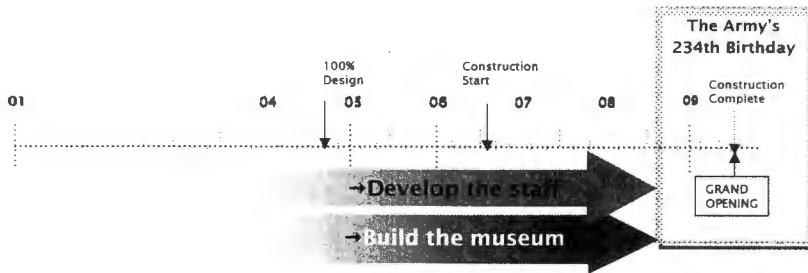 The Army's
234th Birthday
100%
Design
Construction
Start
Construction
Complete
01
04
05
06
07
08
09
→Develop the staff
GRAND
OPENING
→Build the museum